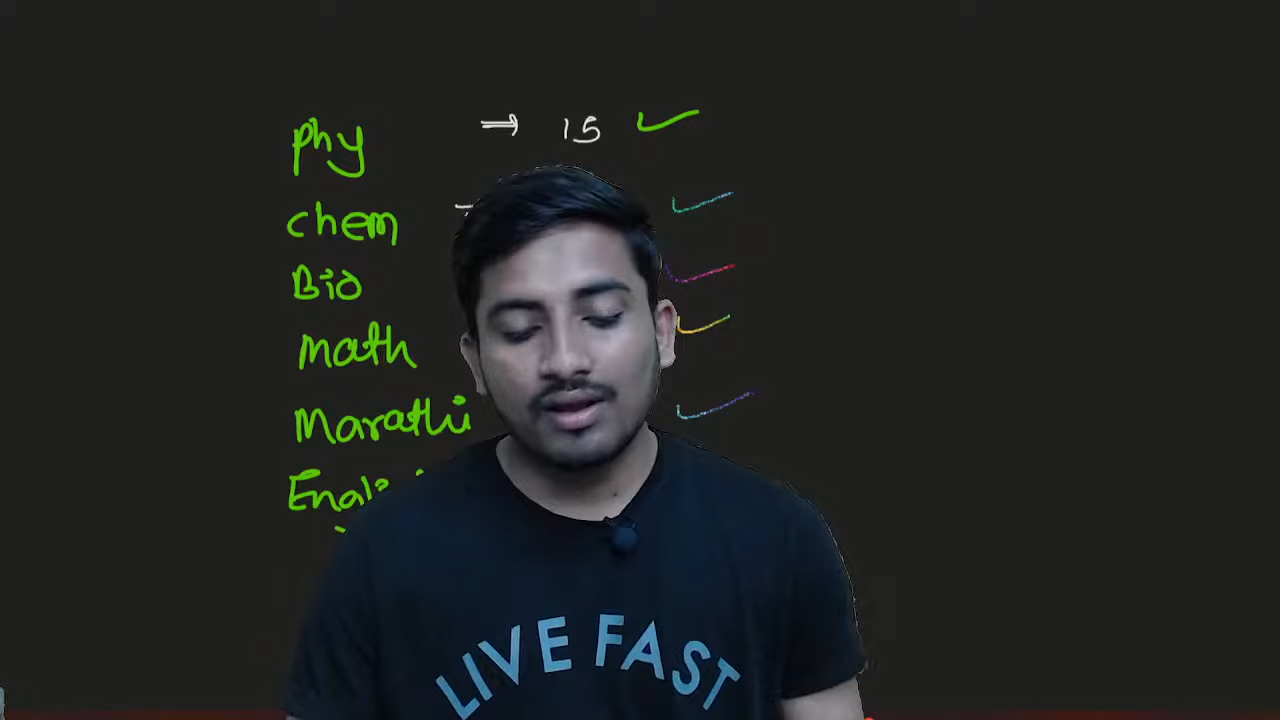 phy ⇒ 15 ✓
chem ✓
Bio ✓
math ✓
Marathi ✓
LIVE FAST